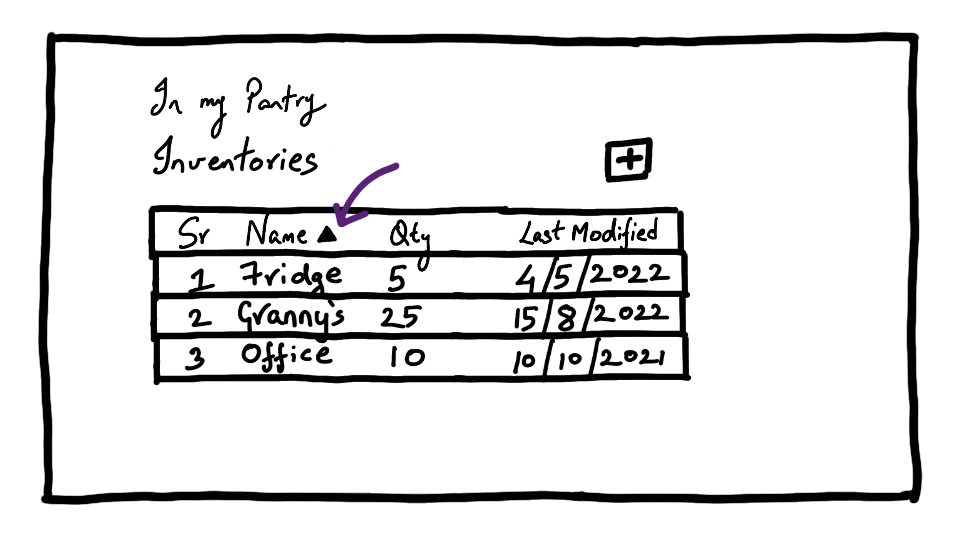 In my Pantry
Inventories
+
Sr Name ▲ Qty Last Modified
1 Fridge 5 4/5/2022
2 Granny's 25 15/8/2022
3 Office 10 10/10/2021